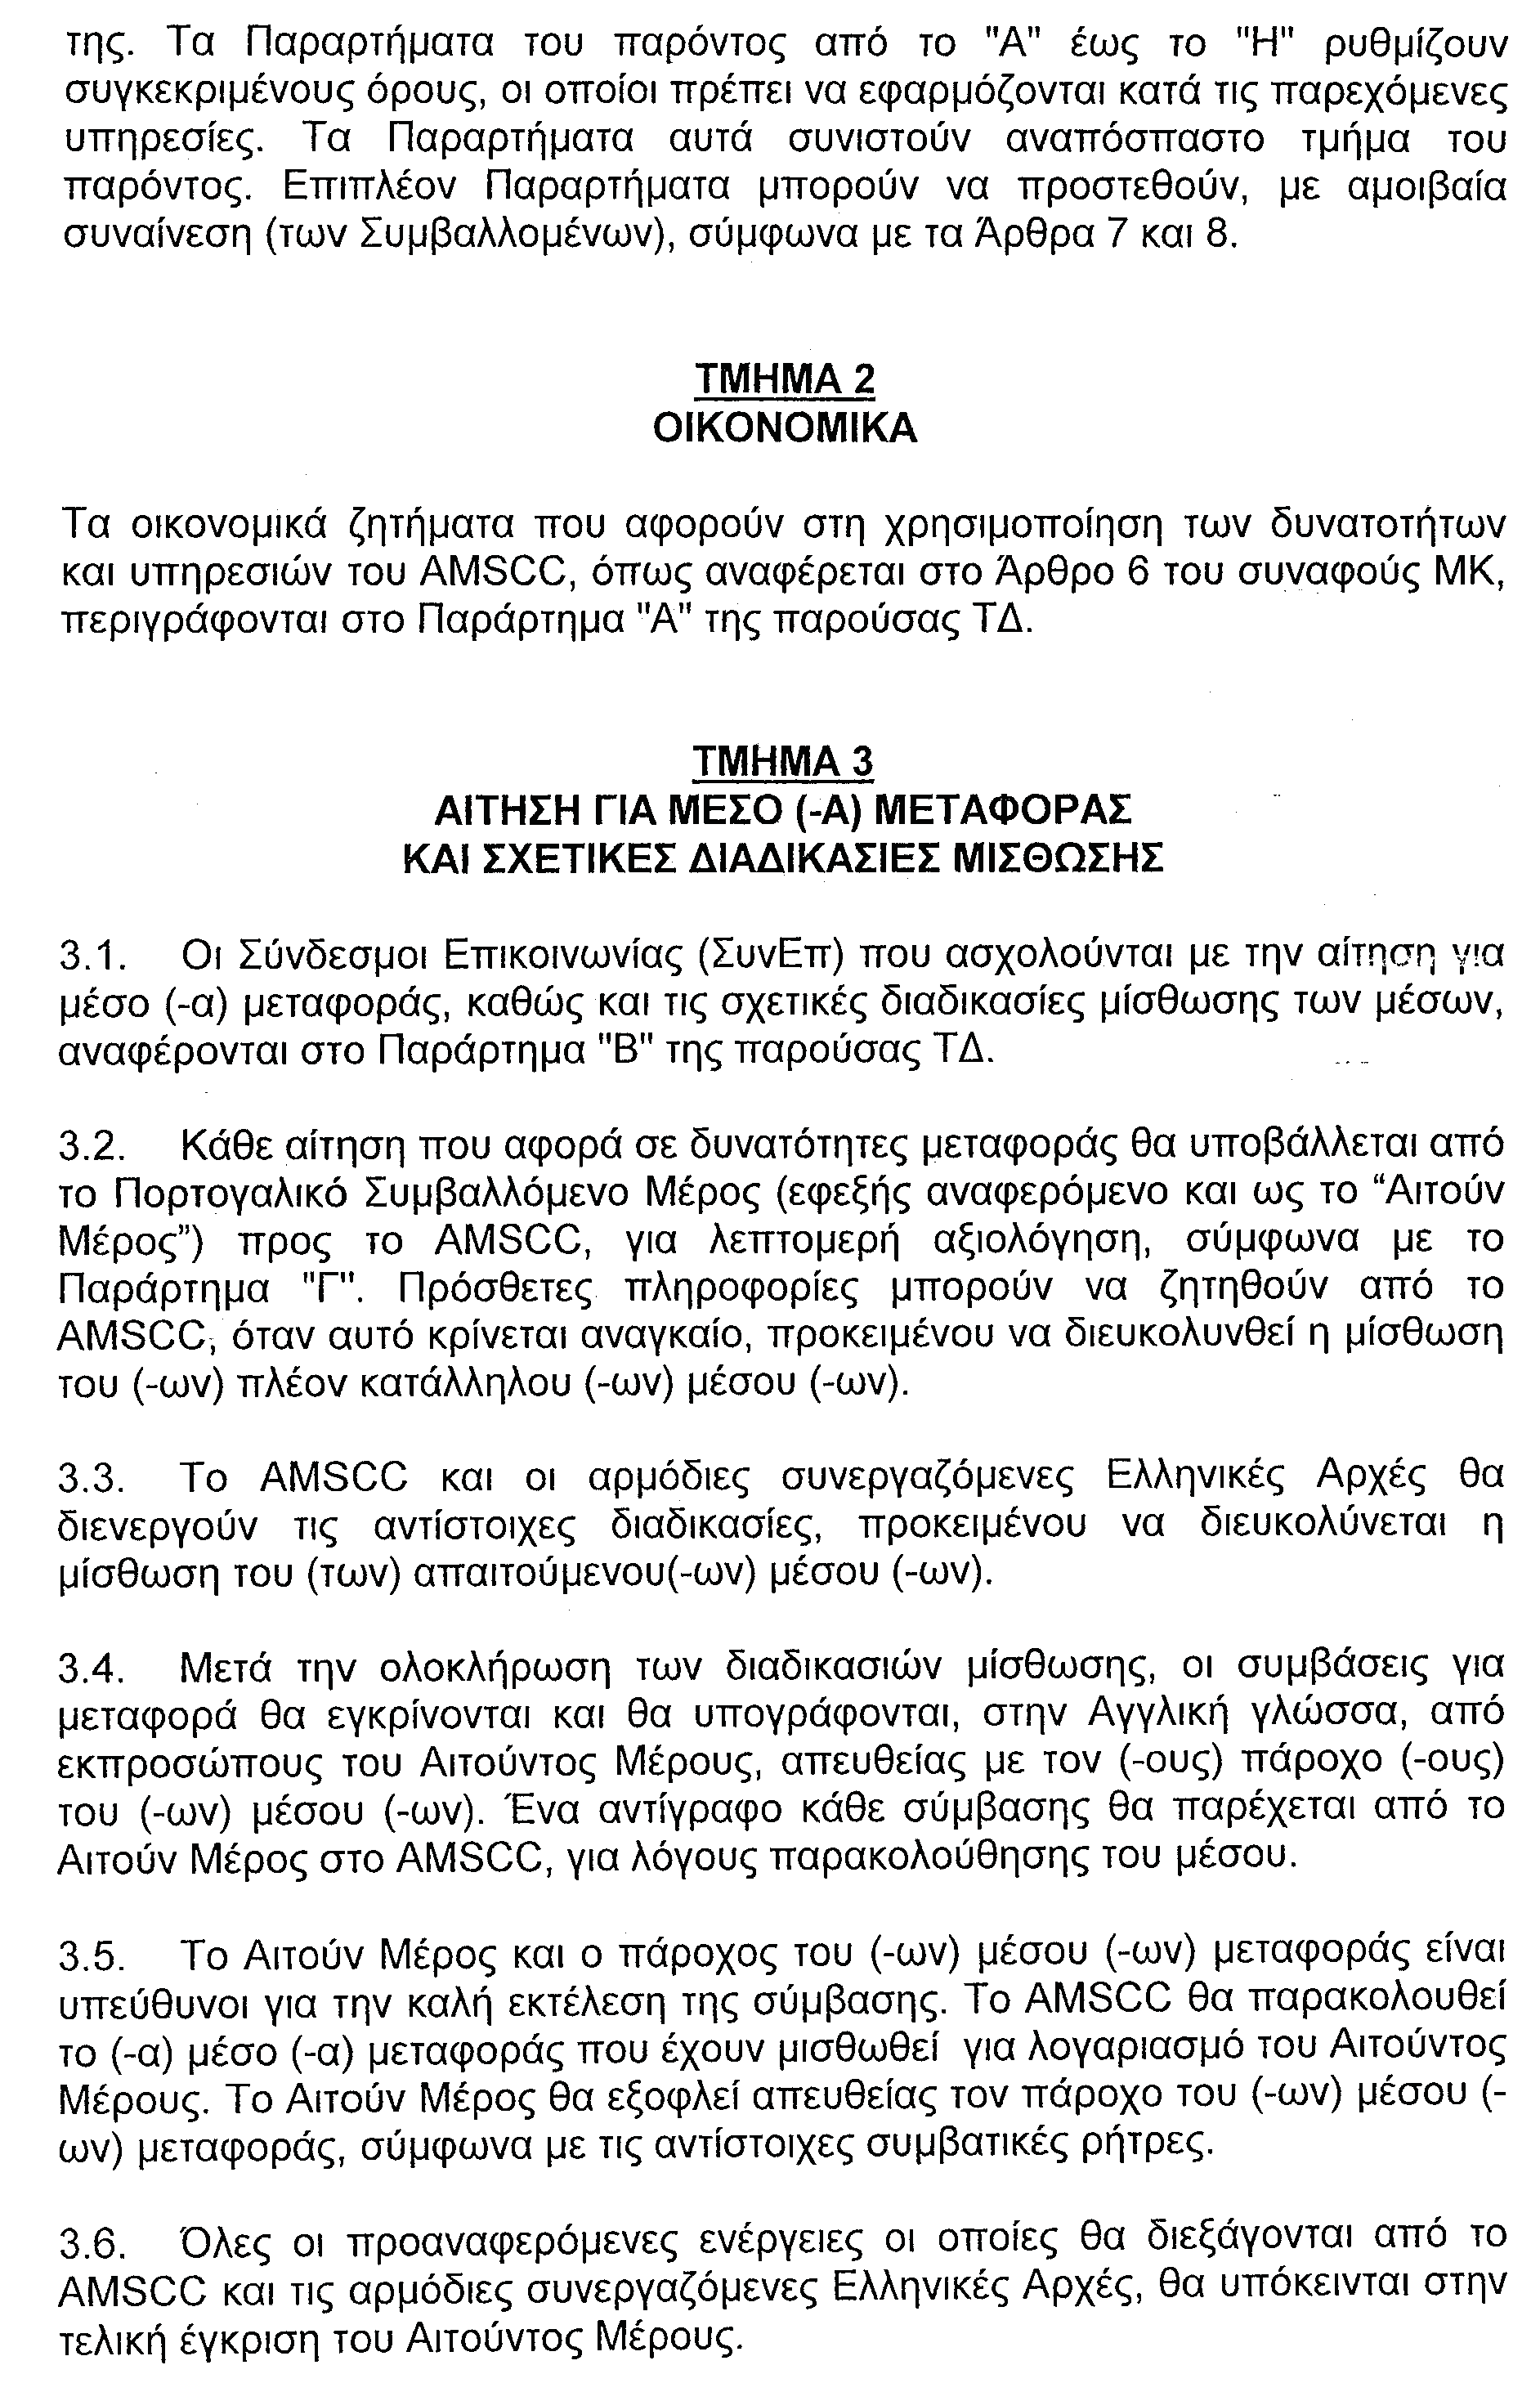 της. Τα Παραρτήματα του παρόντος από το "Α" έως το "Η" ρυθμίζουν
συγκεκριμένους όρους, οι οποίοι πρέπει να εφαρμόζονται κατά τις παρεχόμενες
υπηρεσίες. Τα Παραρτήματα αυτά συνιστούν αναπόσπαστο τμήμα του
παρόντος. Επιπλέον Παραρτήματα μπορούν να προστεθούν, με αμοιβαία
συναίνεση (των Συμβαλλομένων), σύμφωνα με τα Άρθρα 7 και 8.
ΤΜΗΜΑ 2
ΟΙΚΟΝΟΜΙΚΑ
Τα οικονομικά ζητήματα που αφορούν στη χρησιμοποίηση των δυνατοτήτων
και υπηρεσιών του AMSCC, όπως αναφέρεται στο Άρθρο 6 του συναφούς ΜΚ,
περιγράφονται στο Παράρτημα "Α" της παρούσας ΤΔ.
ΤΜΗΜΑ 3
ΑΙΤΗΣΗ ΓΙΑ ΜΕΣΟ (-Α) ΜΕΤΑΦΟΡΑΣ
ΚΑΙ ΣΧΕΤΙΚΕΣ ΔΙΑΔΙΚΑΣΙΕΣ ΜΙΣΘΩΣΗΣ
3.1. Οι Σύνδεσμοι Επικοινωνίας (ΣυνΕπ) που ασχολούνται με την αίτηση για
μέσο (-α) μεταφοράς, καθώς και τις σχετικές διαδικασίες μίσθωσης των μέσων,
αναφέρονται στο Παράρτημα "Β" της παρούσας ΤΔ.
3.2. Κάθε αίτηση που αφορά σε δυνατότητες μεταφοράς θα υποβάλλεται από
το Πορτογαλικό Συμβαλλόμενο Μέρος (εφεξής αναφερόμενο και ως το “Αιτούν
Μέρος”) προς το AMSCC, για λεπτομερή αξιολόγηση, σύμφωνα με το
Παράρτημα "Γ". Πρόσθετες πληροφορίες μπορούν να ζητηθούν από το
AMSCC, όταν αυτό κρίνεται αναγκαίο, προκειμένου να διευκολυνθεί η μίσθωση
του (-ων) πλέον κατάλληλου (-ων) μέσου (-ων).
3.3. Το AMSCC και οι αρμόδιες συνεργαζόμενες Ελληνικές Αρχές θα
διενεργούν τις αντίστοιχες διαδικασίες, προκειμένου να διευκολύνεται η
μίσθωση του (των) απαιτούμενου(-ων) μέσου (-ων).
3.4. Μετά την ολοκλήρωση των διαδικασιών μίσθωσης, οι συμβάσεις για
μεταφορά θα εγκρίνονται και θα υπογράφονται, στην Αγγλική γλώσσα, από
εκπροσώπους του Αιτούντος Μέρους, απευθείας με τον (-ους) πάροχο (-ους)
του (-ων) μέσου (-ων). Ένα αντίγραφο κάθε σύμβασης θα παρέχεται από το
Αιτούν Μέρος στο AMSCC, για λόγους παρακολούθησης του μέσου.
3.5. Το Αιτούν Μέρος και ο πάροχος του (-ων) μέσου (-ων) μεταφοράς είναι
υπεύθυνοι για την καλή εκτέλεση της σύμβασης. Το AMSCC θα παρακολουθεί
το (-α) μέσο (-α) μεταφοράς που έχουν μισθωθεί για λογαριασμό του Αιτούντος
Μέρους. Το Αιτούν Μέρος θα εξοφλεί απευθείας τον πάροχο του (-ων) μέσου (-
ων) μεταφοράς, σύμφωνα με τις αντίστοιχες συμβατικές ρήτρες.
3.6. Όλες οι προαναφερόμενες ενέργειες οι οποίες θα διεξάγονται από το
AMSCC και τις αρμόδιες συνεργαζόμενες Ελληνικές Αρχές, θα υπόκεινται στην
τελική έγκριση του Αιτούντος Μέρους.